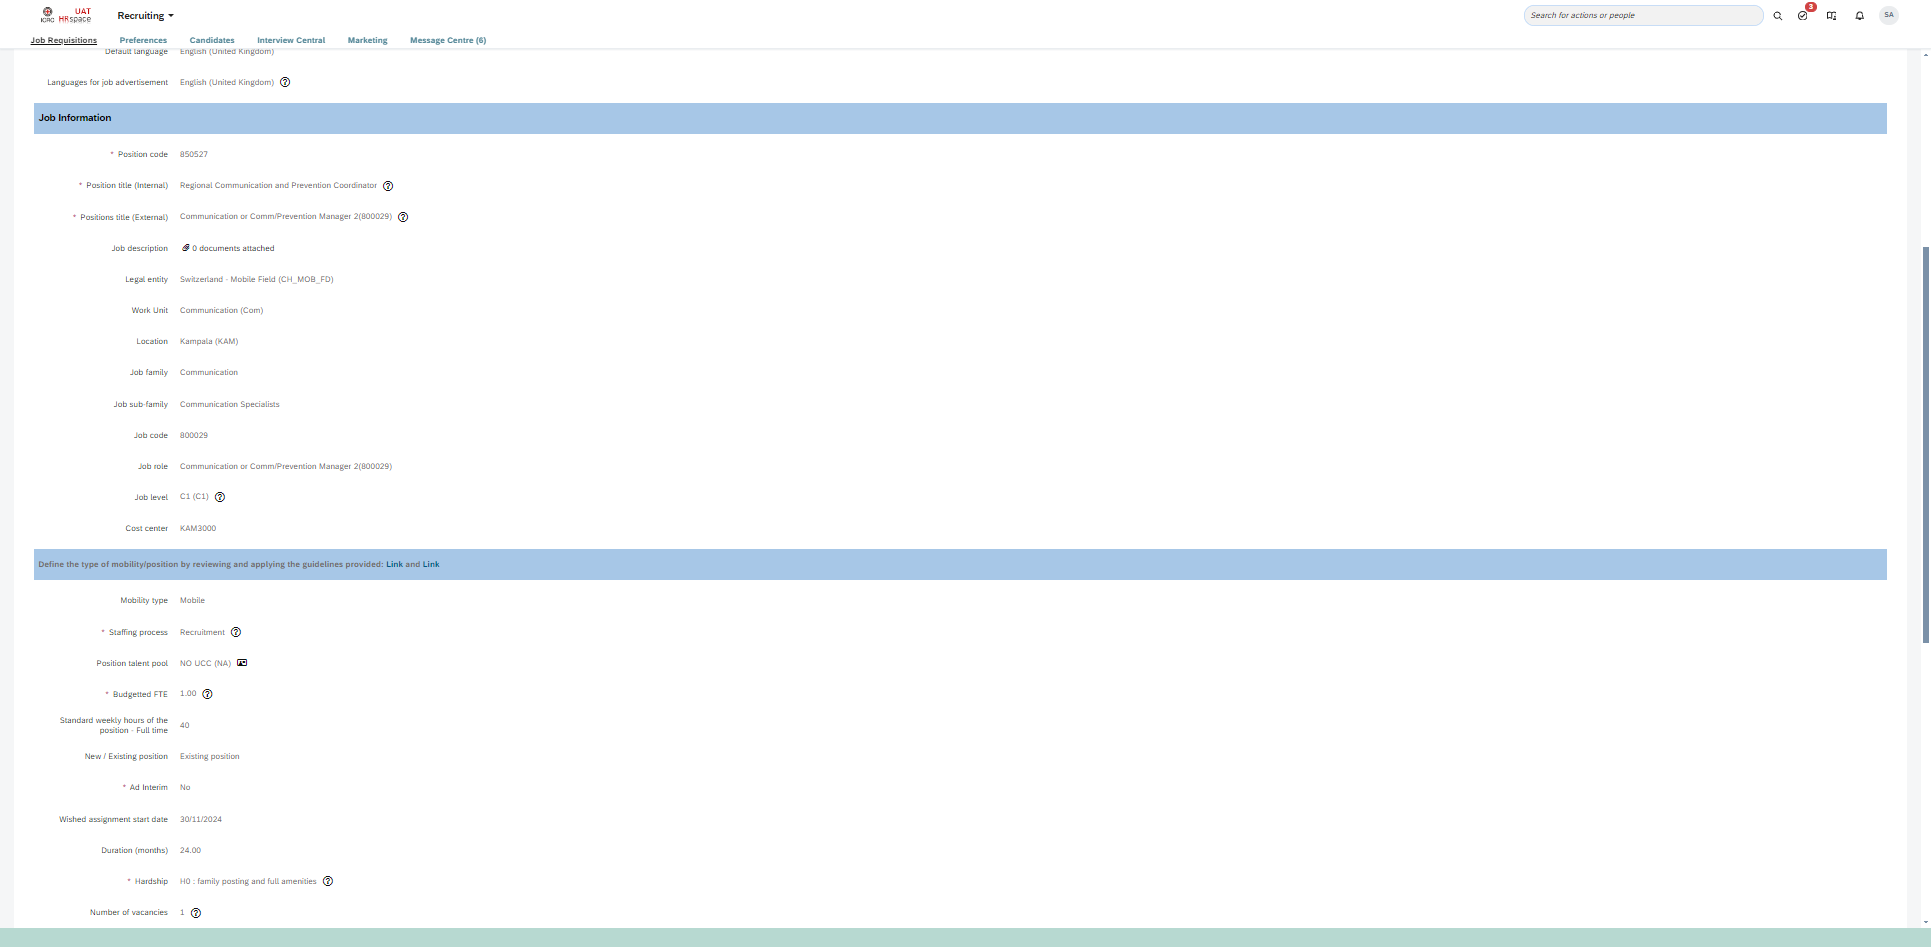 ICRC UAT HRspace Recruiting Search for actions or people 3 SA
Job Requisitions Preferences Candidates Interview Central Marketing Message Centre (6)
Default language English (United Kingdom)
Languages for job advertisement English (United Kingdom)
Job Information
* Position code 850527
* Position title (Internal) Regional Communication and Prevention Coordinator
* Positions title (External) Communication or Comm/Prevention Manager 2(800029)
Job description 0 documents attached
Legal entity Switzerland - Mobile Field (CH_MOB_FD)
Work Unit Communication (Com)
Location Kampala (KAM)
Job family Communication
Job sub-family Communication Specialists
Job code 800029
Job role Communication or Comm/Prevention Manager 2(800029)
Job level C1 (C1)
Cost center KAM3000
Define the type of mobility/position by reviewing and applying the guidelines provided: Link and Link
Mobility type Mobile
* Staffing process Recruitment
Position talent pool NO UCC (NA)
* Budgetted FTE 1.00
Standard weekly hours of the
position - Full time 40
New / Existing position Existing position
* Ad Interim No
Wished assignment start date 30/11/2024
Duration (months) 24.00
* Hardship H0 : family posting and full amenities
Number of vacancies 1